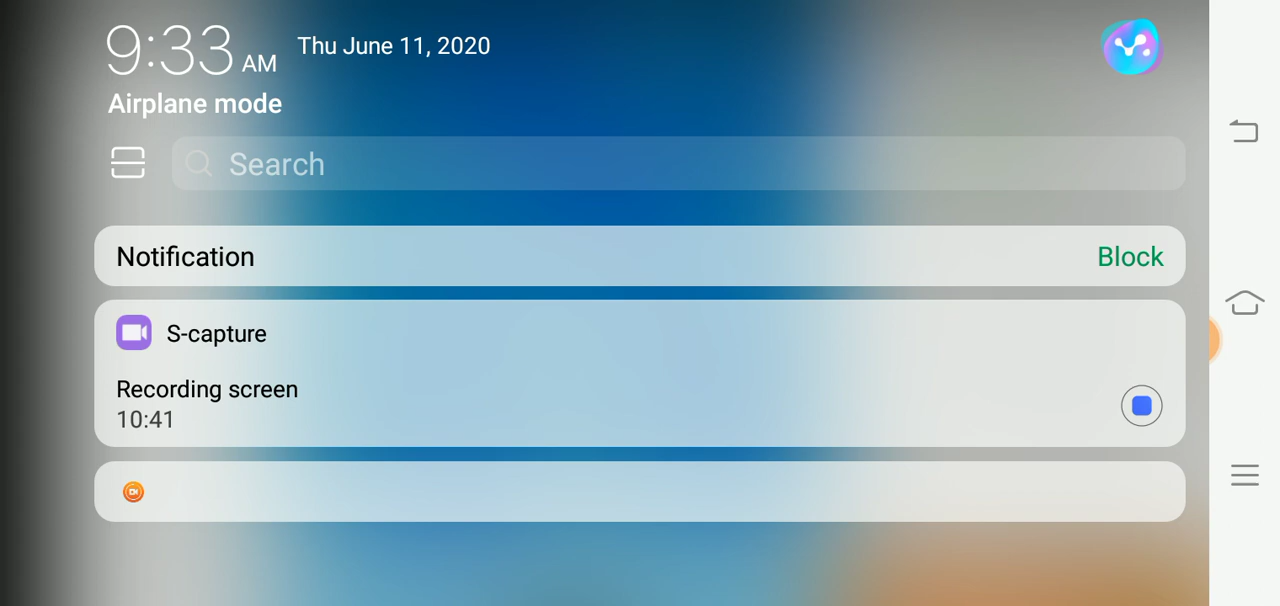 9:33 AM Thu June 11, 2020
Airplane mode
Search
Notification Block
S-capture
Recording screen
10:41